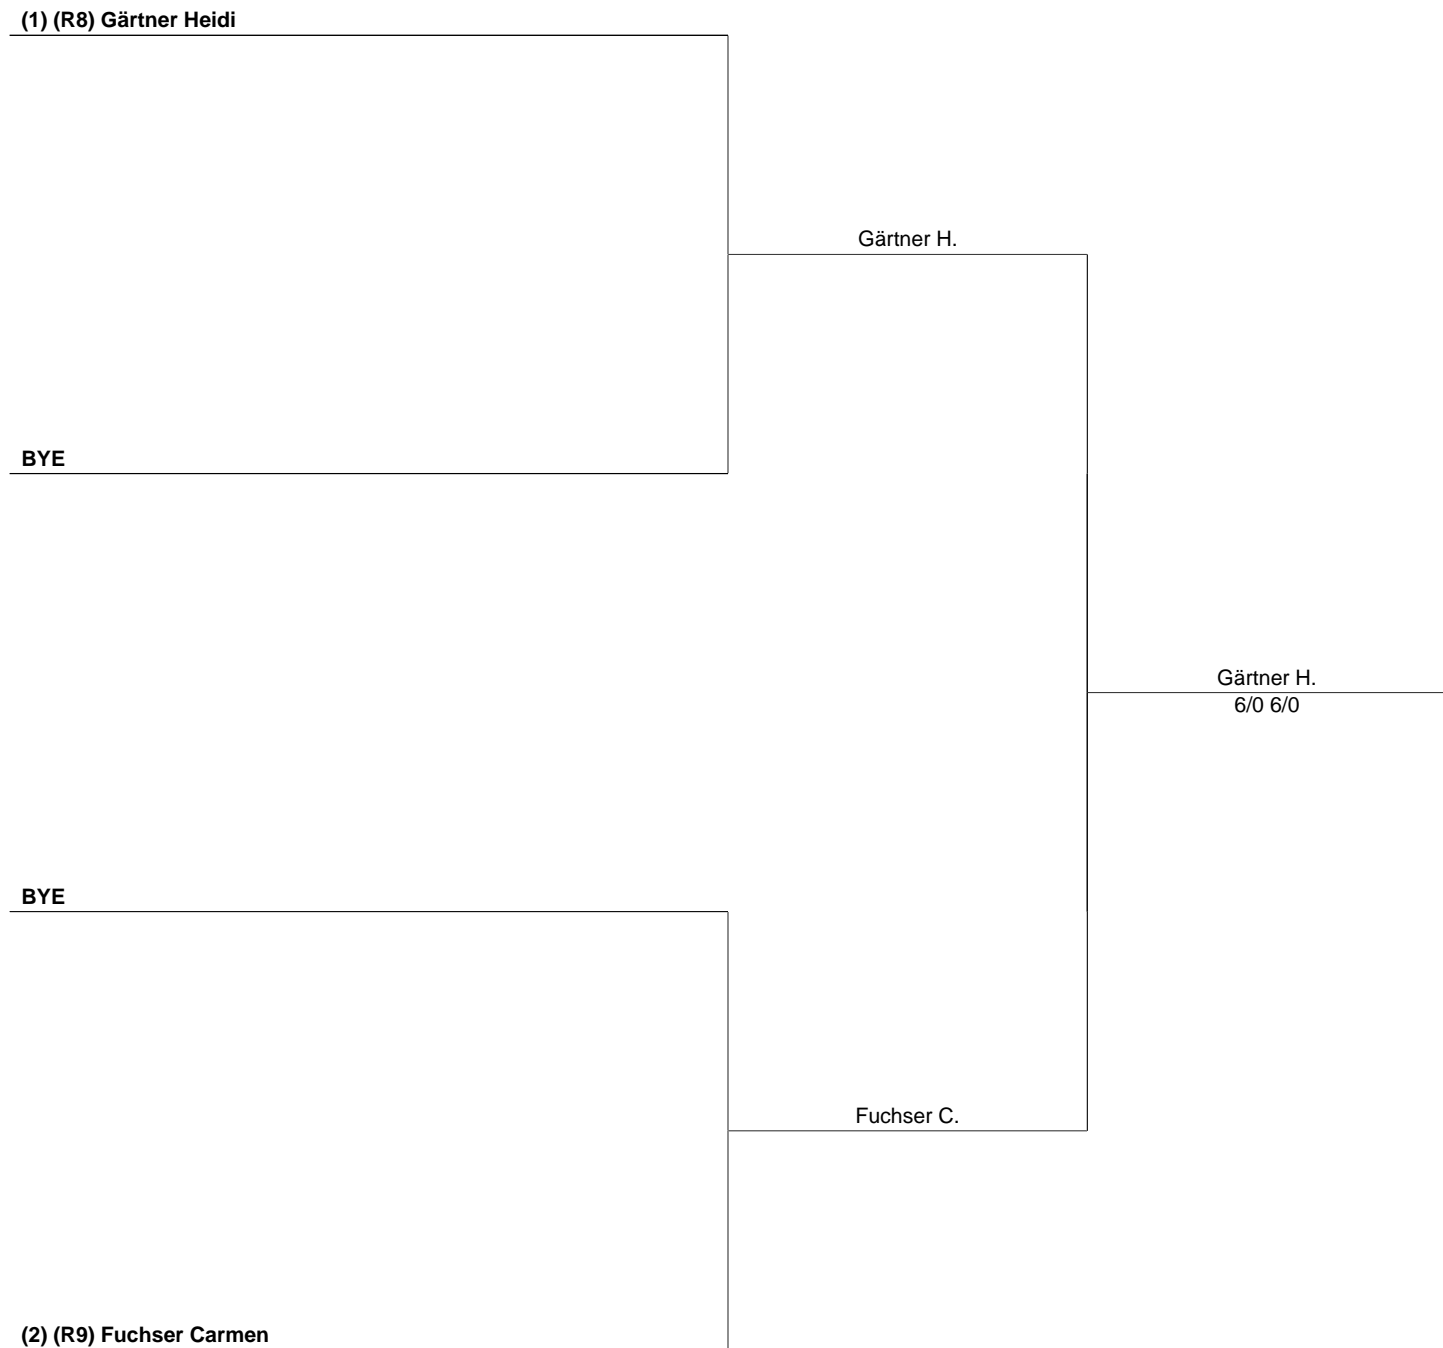 (1) (R8) Gärtner Heidi
Gärtner H.
BYE
Gärtner H.
6/0 6/0
BYE
Fuchser C.
(2) (R9) Fuchser Carmen